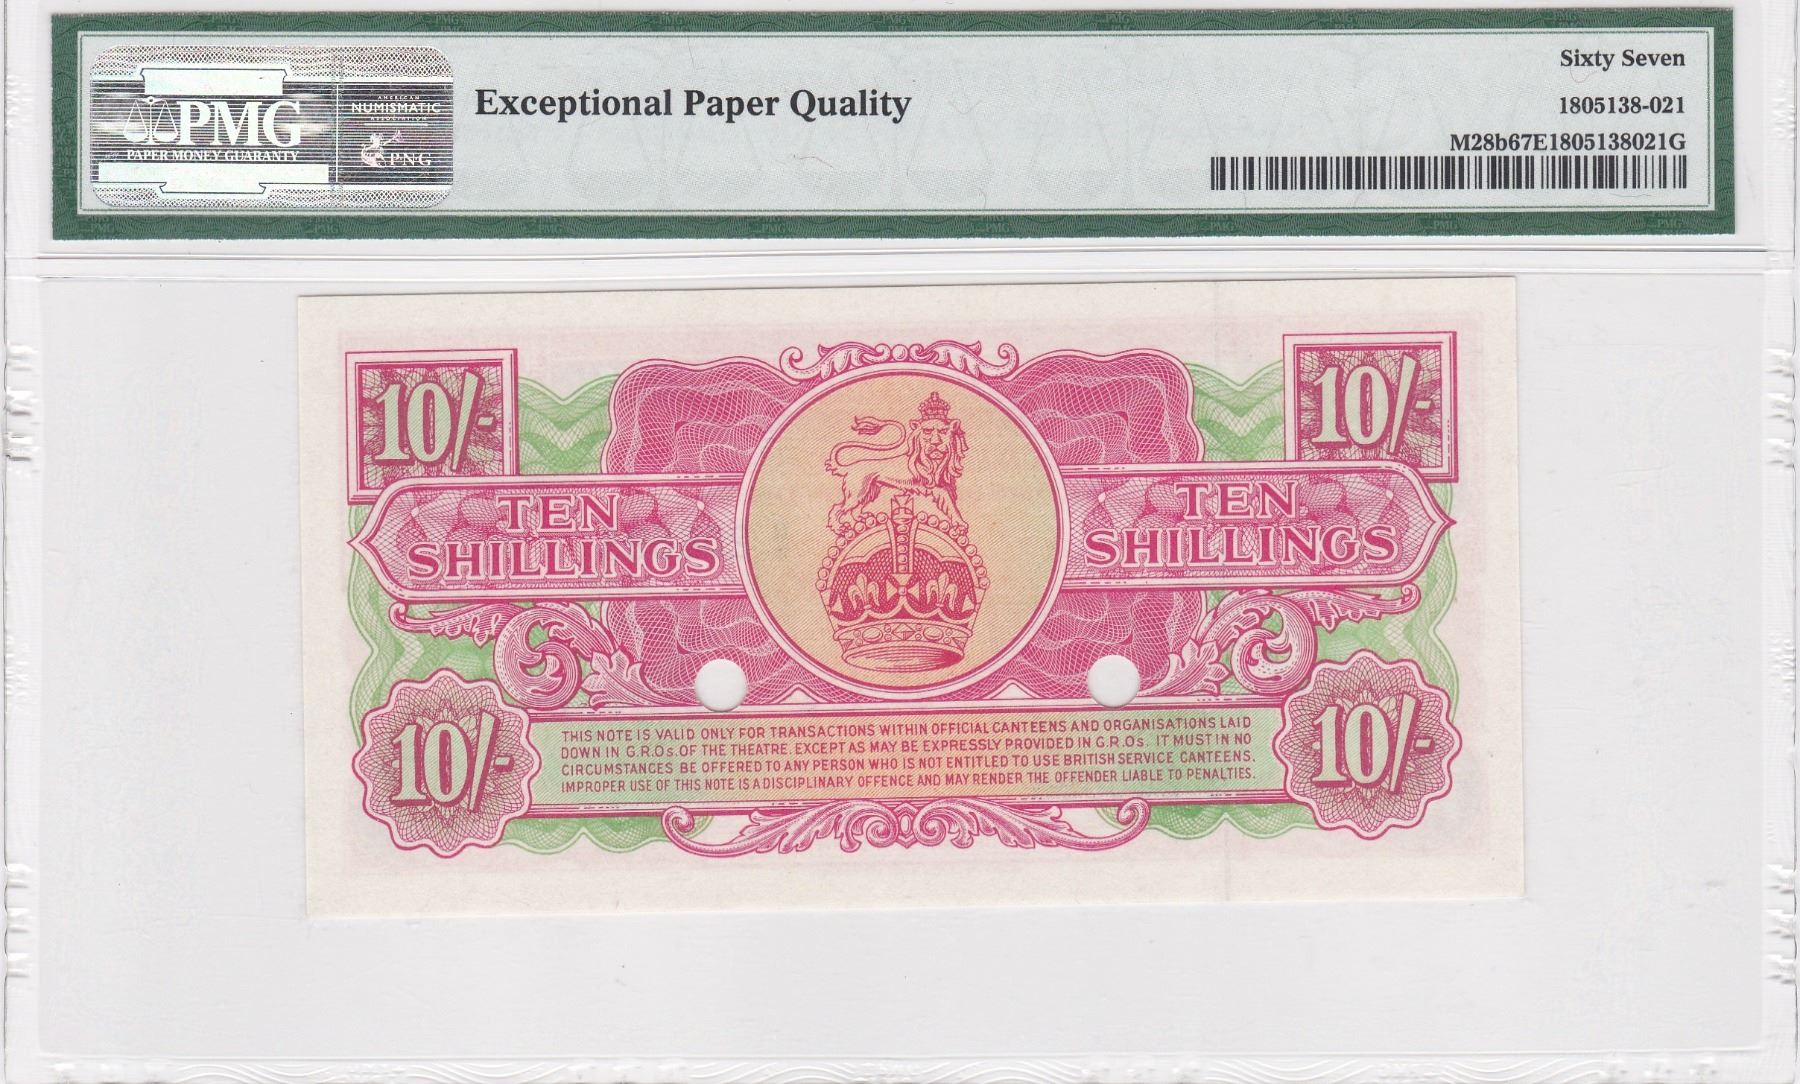 Sixty Seven
AMERICAN
PMG
NUMISMATIC
Exceptional Paper Quality
1805138-021
ASSOCIATION
PAPER MONEY GUARANTY
PNG
M28b67E1805138021G
10/-
10/-
TEN
SHILLINGS
TEN
SHILLINGS
10/-
10/-
THIS NOTE IS VALID ONLY FOR TRANSACTIONS WITHIN OFFICIAL CANTEENS AND ORGANISATIONS LAID
DOWN IN G.R.Os. OF THE THEATRE. EXCEPT AS MAY BE EXPRESSLY PROVIDED IN G.R.Os. IT MUST IN NO
CIRCUMSTANCES BE OFFERED TO ANY PERSON WHO IS NOT ENTITLED TO USE BRITISH SERVICE CANTEENS.
IMPROPER USE OF THIS NOTE IS A DISCIPLINARY OFFENCE AND MAY RENDER THE OFFENDER LIABLE TO PENALTIES.